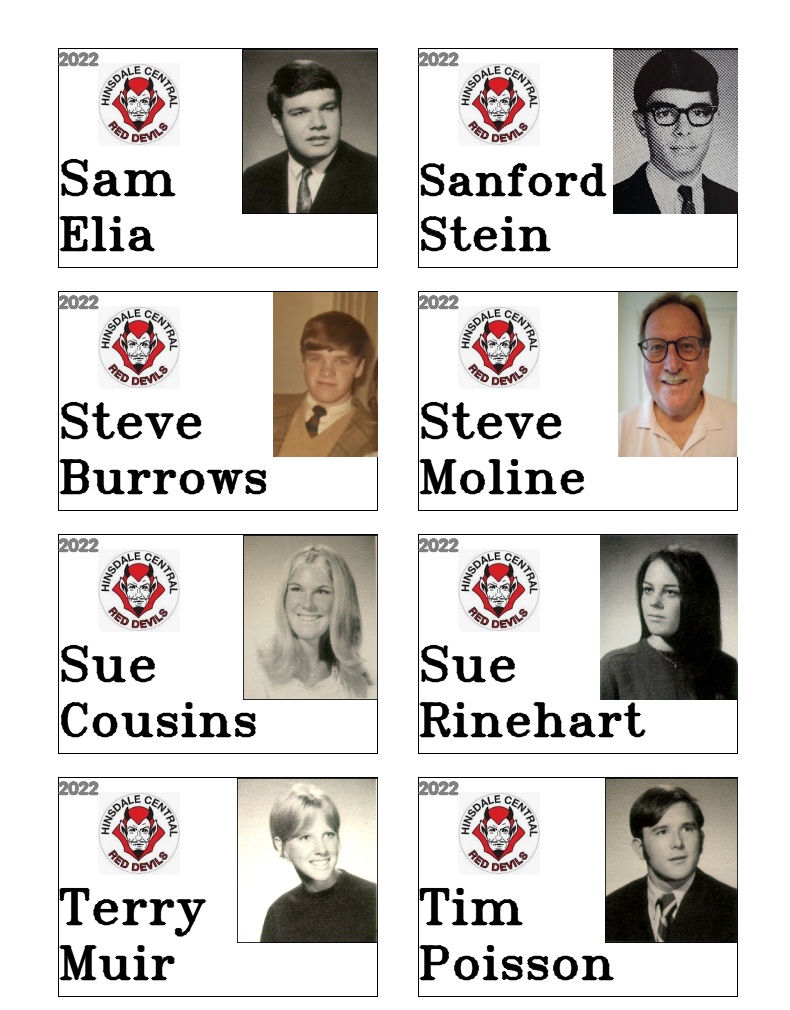 2022
HINSDALE CENTRAL
RED DEVILS
Sam
Elia
2022
HINSDALE CENTRAL
RED DEVILS
Sanford
Stein
2022
HINSDALE CENTRAL
RED DEVILS
Steve
Burrows
2022
HINSDALE CENTRAL
RED DEVILS
Steve
Moline
2022
HINSDALE CENTRAL
RED DEVILS
Sue
Cousins
2022
HINSDALE CENTRAL
RED DEVILS
Sue
Rinehart
2022
HINSDALE CENTRAL
RED DEVILS
Terry
Muir
2022
HINSDALE CENTRAL
RED DEVILS
Tim
Poisson